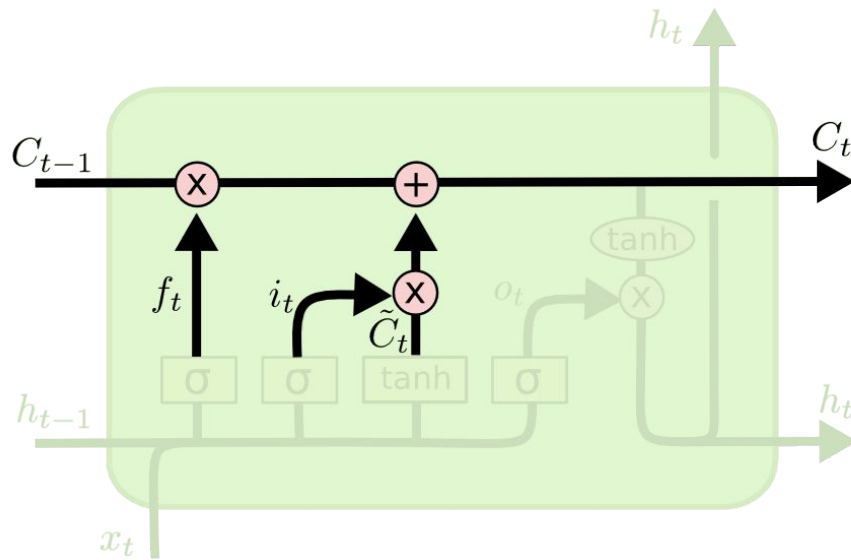 h_t
C_{t-1} × + C_t
tanh
f_t i_t × o_t ×
C̃_t
σ σ tanh σ
h_{t-1} h_t
x_t